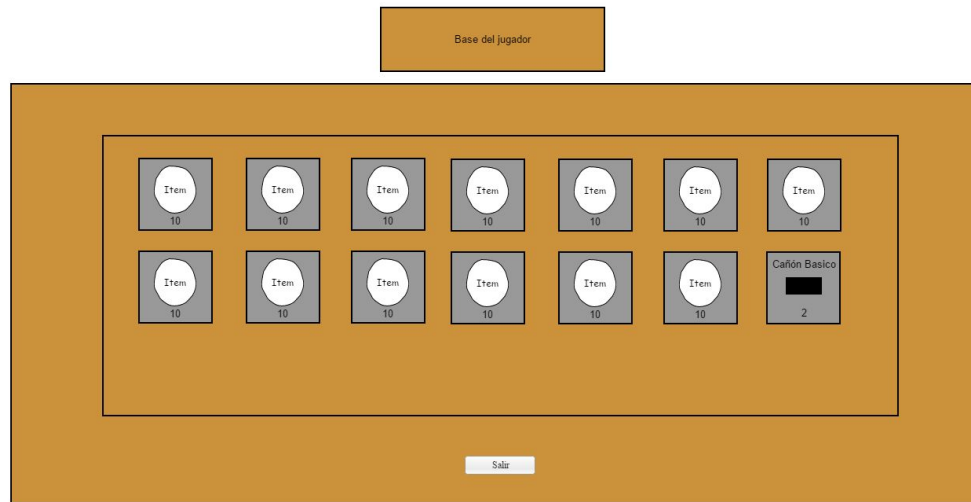 Base del jugador
Item Item Item Item Item Item Item
10 10 10 10 10 10 10
Cañón Basico
Item Item Item Item Item Item
10 10 10 10 10 10 2
Salir